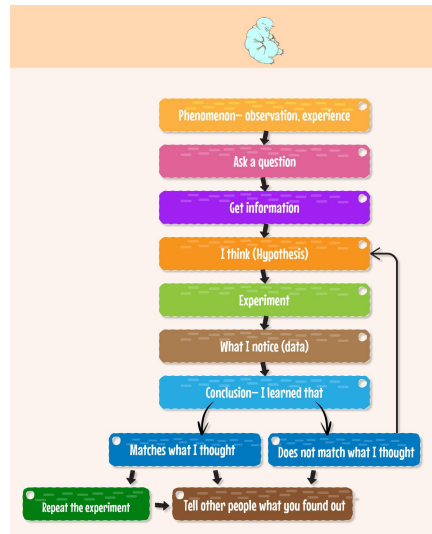 Phenomenon– observation, experience
Ask a question
Get information
I think (Hypothesis)
Experiment
What I notice (data)
Conclusion– I learned that
Matches what I thought
Does not match what I thought
Repeat the experiment
Tell other people what you found out